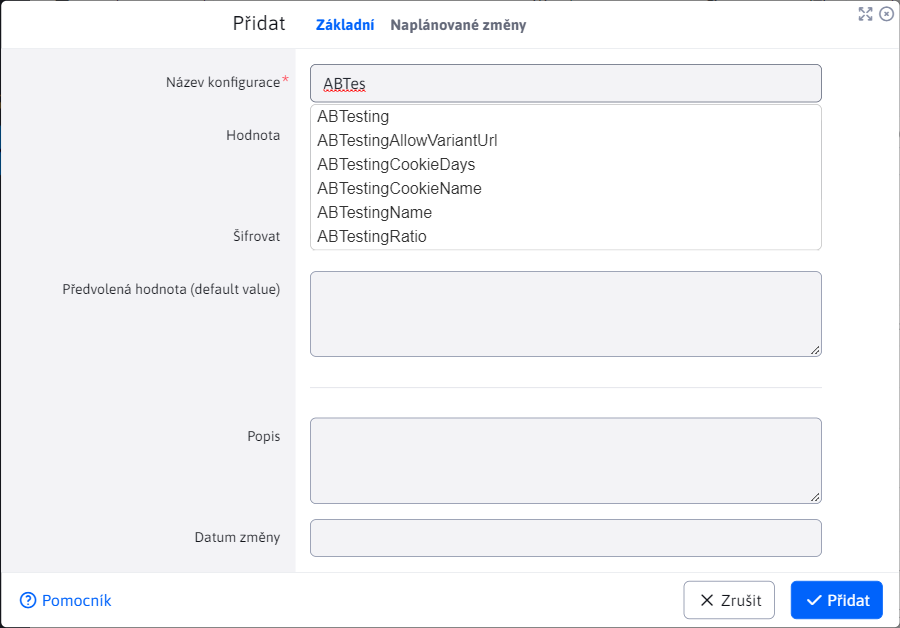 Přidat Základní Naplánované změny
Název konfigurace*
ABTes
ABTesting
Hodnota
ABTestingAllowVariantUrl
ABTestingCookieDays
ABTestingCookieName
ABTestingName
Šifrovat
ABTestingRatio
Předvolená hodnota (default value)
Popis
Datum změny
Pomocník
Zrušit
Přidat